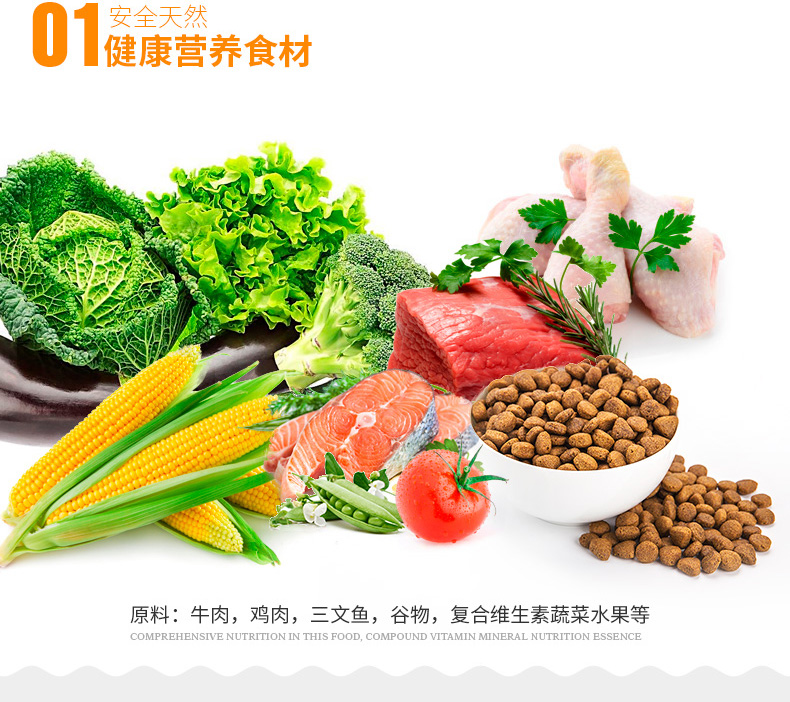 01
安全天然
健康营养食材
原料：牛肉，鸡肉，三文鱼，谷物，复合维生素蔬菜水果等
COMPREHENSIVE NUTRITION IN THIS FOOD, COMPOUND VITAMIN MINERAL NUTRITION ESSENCE